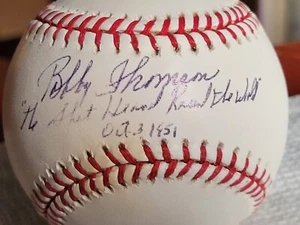 Bobby Thomson
"The Shot Heard Round the World"
Oct. 3, 1951